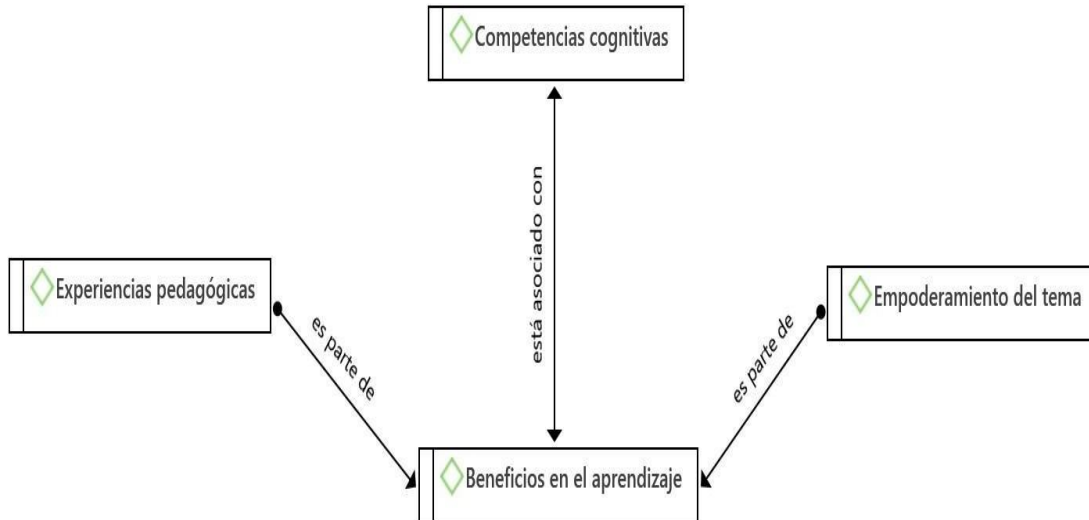 Competencias cognitivas
está asociado con
Experiencias pedagógicas
Empoderamiento del tema
es parte de
es parte de
Beneficios en el aprendizaje